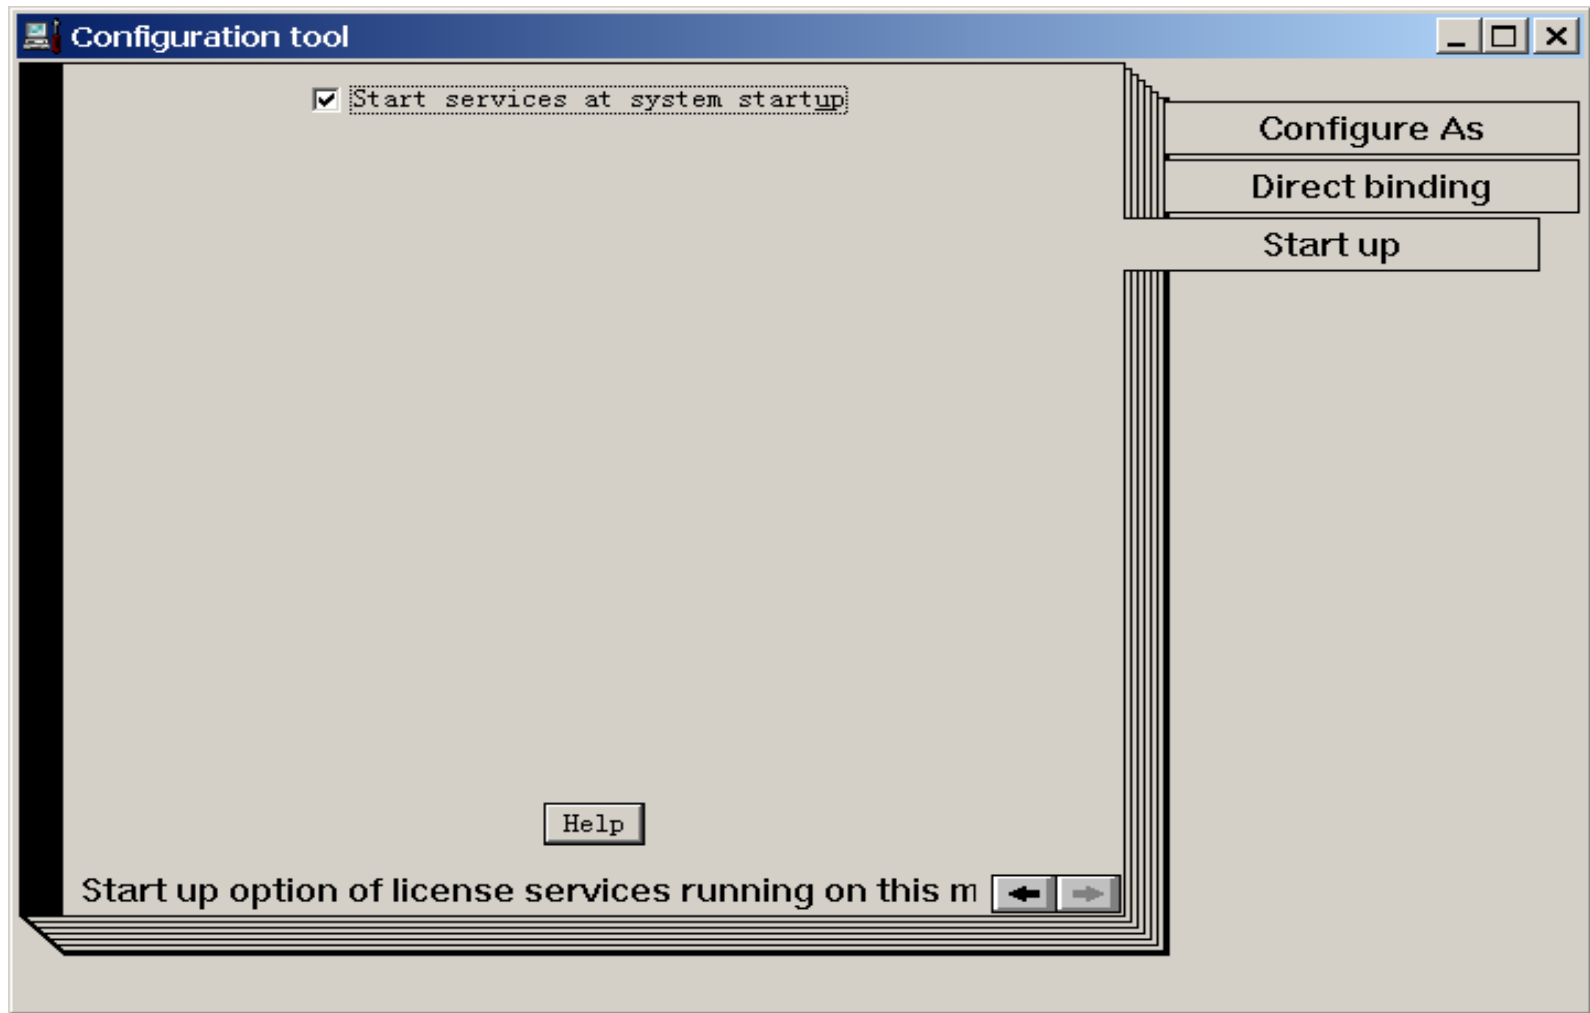 Configuration tool
Start services at system startup
Configure As
Direct binding
Start up
Help
Start up option of license services running on this m